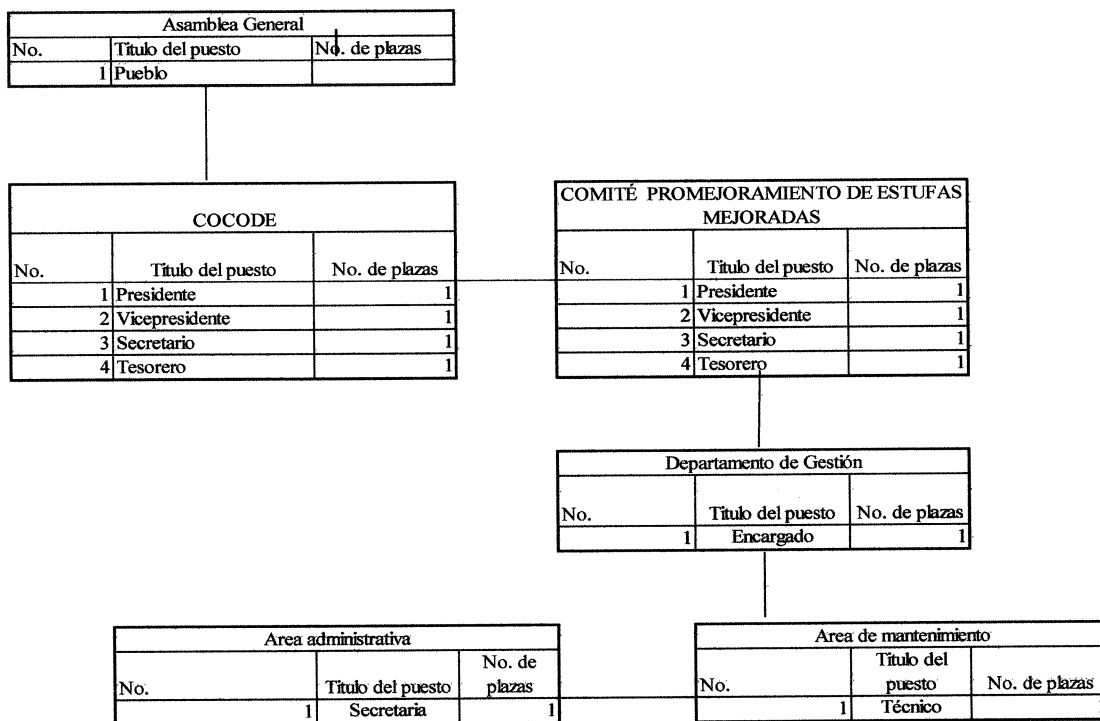 Asamblea General
No. Titulo del puesto No. de plazas
1 Pueblo
COCODE
No. Titulo del puesto No. de plazas
1 Presidente 1
2 Vicepresidente 1
3 Secretario 1
4 Tesorero 1
COMITÉ PROMEJORAMIENTO DE ESTUFAS
MEJORADAS
No. Titulo del puesto No. de plazas
1 Presidente 1
2 Vicepresidente 1
3 Secretario 1
4 Tesorero 1
Departamento de Gestión
No. Titulo del puesto No. de plazas
1 Encargado 1
Area administrativa
No. Titulo del puesto No. de
plazas
1 Secretaria 1
Area de mantenimiento
No. Titulo del
puesto No. de plazas
1 Técnico